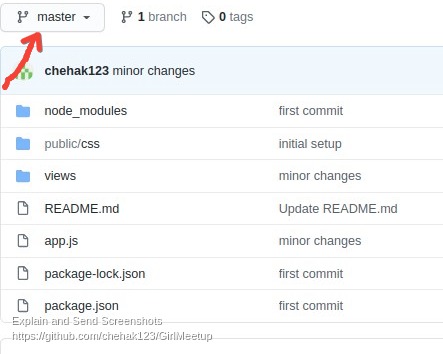 master
1 branch
0 tags
chehak123 minor changes
node_modules first commit
public/css initial setup
views minor changes
README.md Update README.md
app.js minor changes
package-lock.json first commit
package.json first commit
Explain and Send Screenshots
https://github.com/chehak123/GirlMeetup